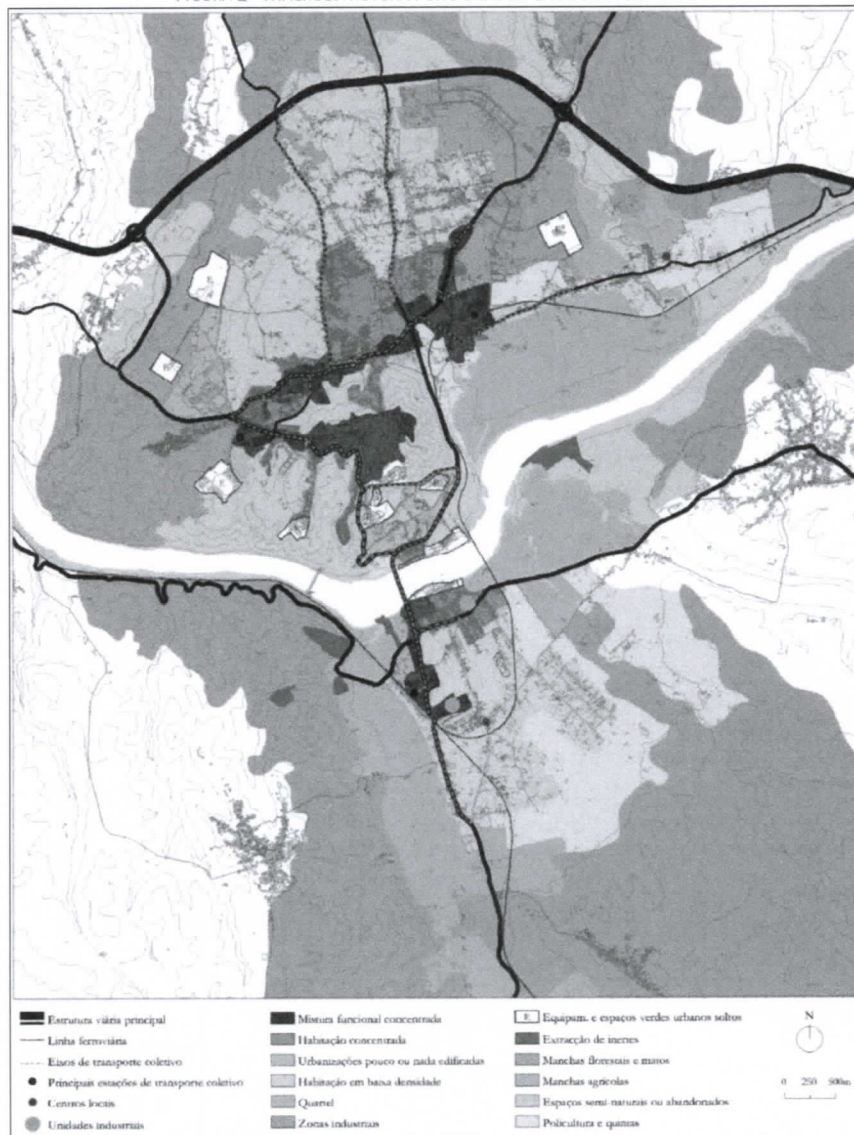 Estrutura viária principal
Linha ferroviária
Eixos de transporte coletivo
Principais estações de transporte coletivo
Centros locais
Unidades industriais
Mistura funcional concentrada
Habitação concentrada
Urbanizações pouco ou nada edificadas
Habitação em baixa densidade
Quartel
Zonas industriais
E Equipam. e espaços verdes urbanos soltos
Extracção de inertes
Manchas florestais e matos
Manchas agrícolas
Espaços semi-naturais ou abandonados
Policultura e quintas
N
0 250 500m